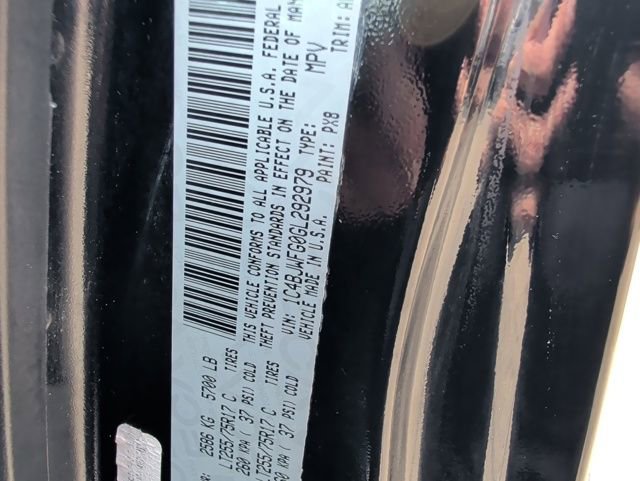 2586 KG 5700 LB
LT255/75R17 C TIRES
260 KPA/ 37 PSI) COLD
LT255/75R17 C TIRES
KPA/ 37 PSI) COLD
THIS VEHICLE CONFORMS TO ALL APPLICABLE U.S.A. FEDERAL
THEFT PREVENTION STANDARDS IN EFFECT ON THE DATE OF
VIN: 1C4BJWFG0GL292979 TYPE: MPV
VEHICLE MADE IN U.S.A. PAINT: PX8 TRIM: